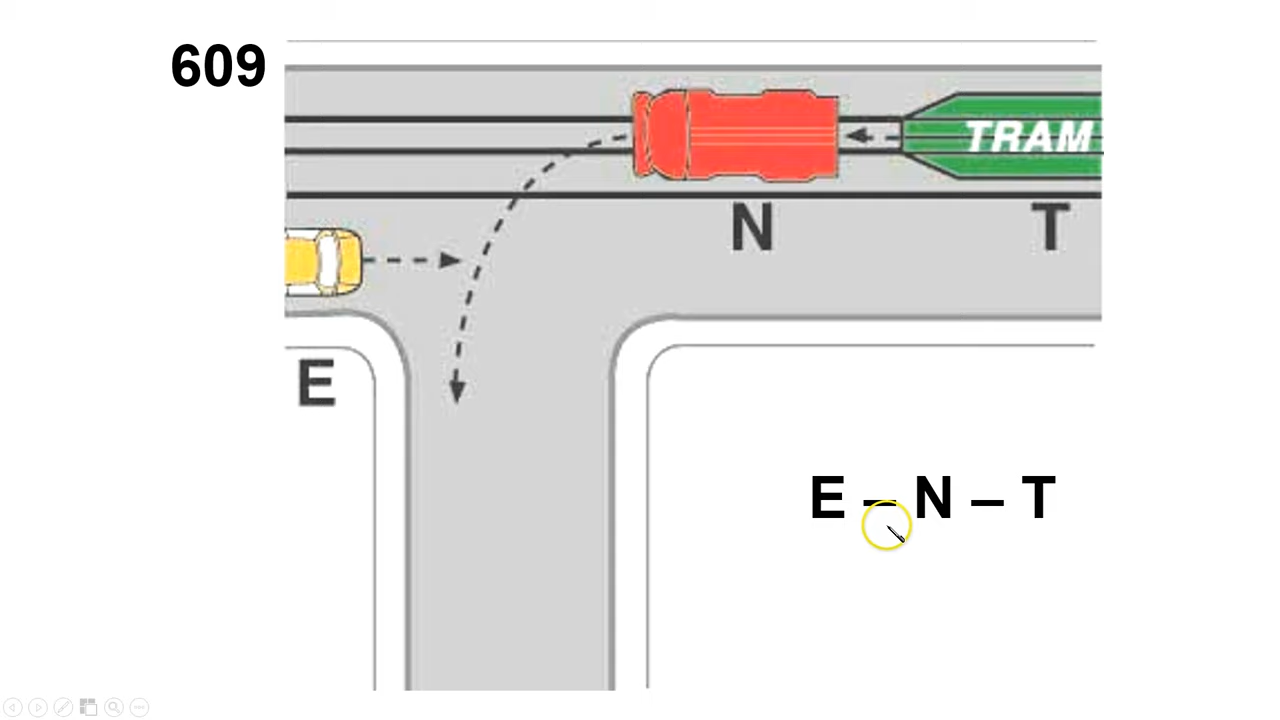 609
TRAM
N T
E
E – N – T